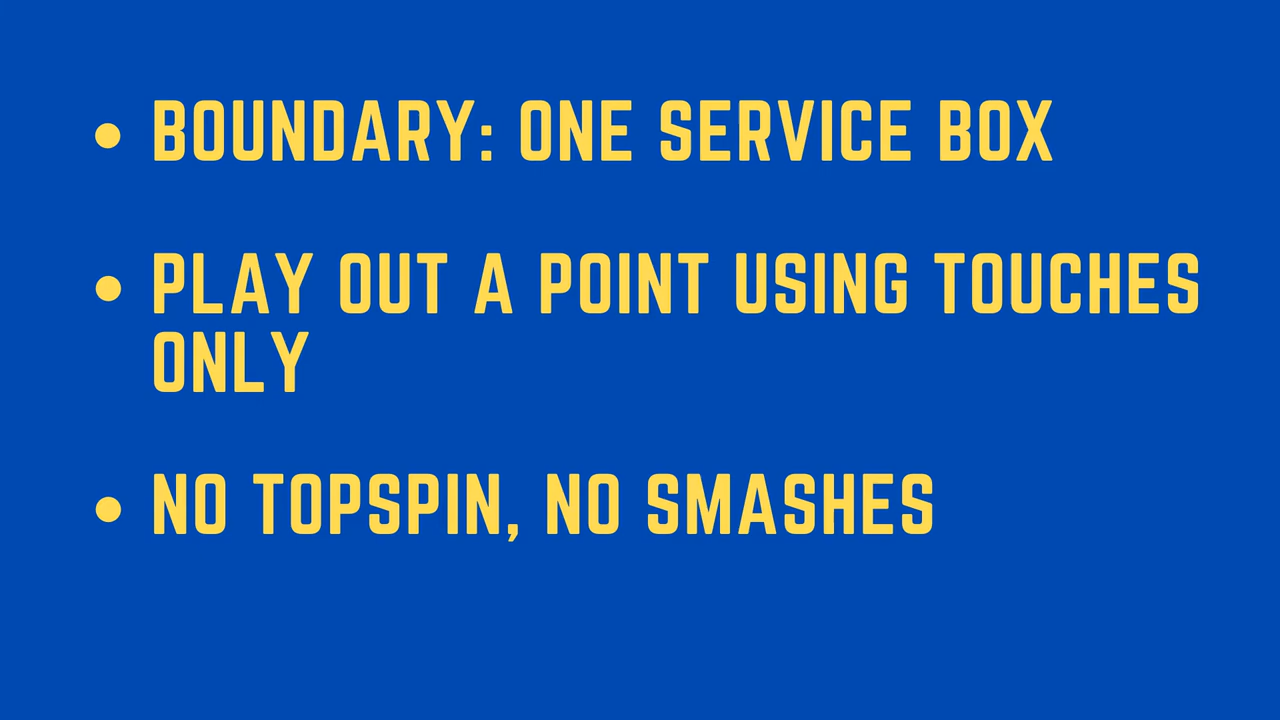 • BOUNDARY: ONE SERVICE BOX
• PLAY OUT A POINT USING TOUCHES
ONLY
• NO TOPSPIN, NO SMASHES